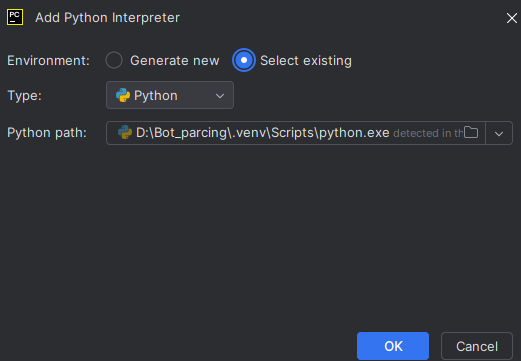 PC Add Python Interpreter
Environment: Generate new Select existing
Type: Python
Python path: D:\Bot_parcing\.venv\Scripts\python.exe detected in th
OK Cancel